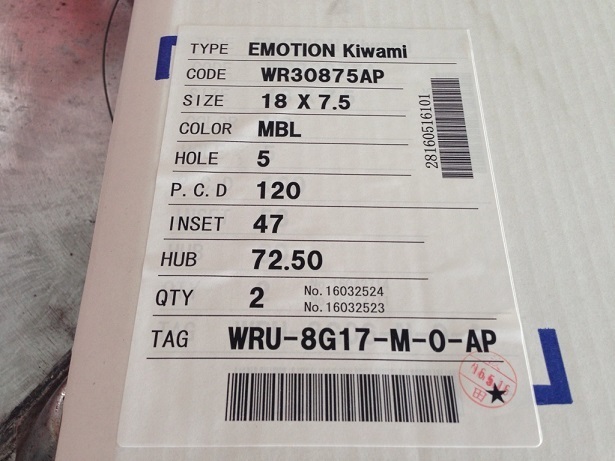 TYPE EMOTION Kiwami
CODE WR30875AP
SIZE 18 X 7.5
COLOR MBL
HOLE 5
P.C.D 120
INSET 47
HUB 72.50
QTY 2 No.16032524
No.16032523
TAG WRU-8G17-M-0-AP
28160516101